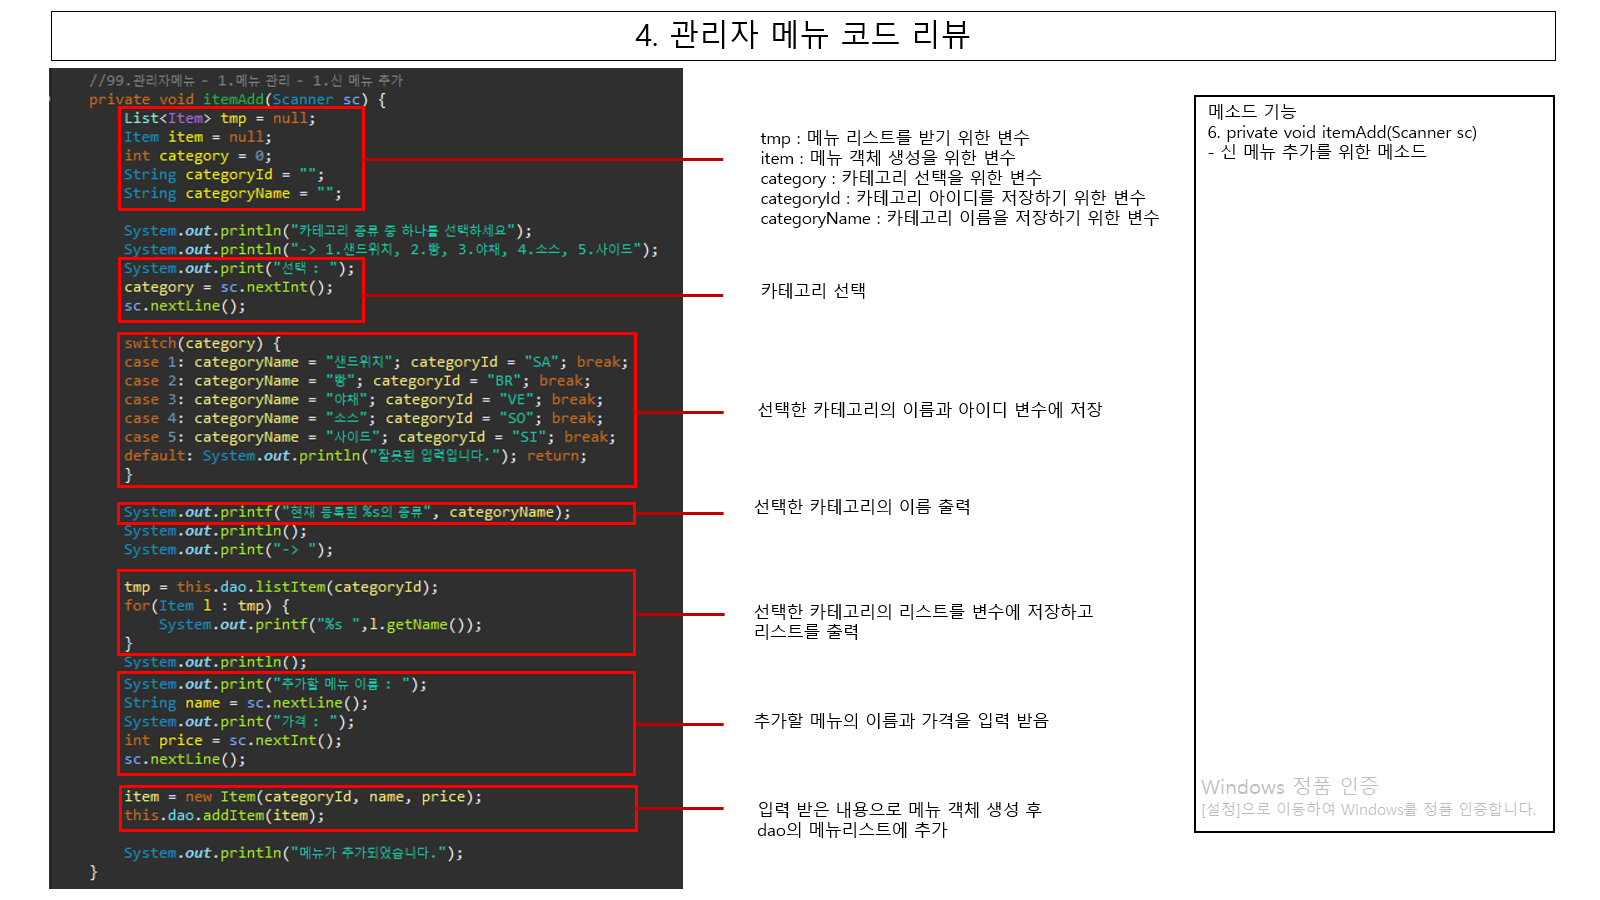 4. 관리자 메뉴 코드 리뷰
//99.관리자메뉴 - 1.메뉴 관리 - 1.신 메뉴 추가
private void itemAdd(Scanner sc) {
List<Item> tmp = null;
Item item = null;
int category = 0;
String categoryId = "";
String categoryName = "";
System.out.println("카테고리 종류 중 하나를 선택하세요");
System.out.println("-> 1.샌드위치, 2.빵, 3.야채, 4.소스, 5.사이드");
System.out.print("선택 : ");
category = sc.nextInt();
sc.nextLine();
switch(category) {
case 1: categoryName = "샌드위치"; categoryId = "SA"; break;
case 2: categoryName = "빵"; categoryId = "BR"; break;
case 3: categoryName = "야채"; categoryId = "VE"; break;
case 4: categoryName = "소스"; categoryId = "SO"; break;
case 5: categoryName = "사이드"; categoryId = "SI"; break;
default: System.out.println("잘못된 입력입니다."); return;
}
System.out.printf("현재 등록된 %s의 종류", categoryName);
System.out.println();
System.out.print("-> ");
tmp = this.dao.listItem(categoryId);
for(Item l : tmp) {
System.out.printf("%s ",l.getName());
}
System.out.println();
System.out.print("추가할 메뉴 이름 : ");
String name = sc.nextLine();
System.out.print("가격 : ");
int price = sc.nextInt();
sc.nextLine();
item = new Item(categoryId, name, price);
this.dao.addItem(item);
System.out.println("메뉴가 추가되었습니다.");
}
tmp : 메뉴 리스트를 받기 위한 변수
item : 메뉴 객체 생성을 위한 변수
category : 카테고리 선택을 위한 변수
categoryId : 카테고리 아이디를 저장하기 위한 변수
categoryName : 카테고리 이름을 저장하기 위한 변수
카테고리 선택
선택한 카테고리의 이름과 아이디 변수에 저장
선택한 카테고리의 이름 출력
선택한 카테고리의 리스트를 변수에 저장하고
리스트를 출력
추가할 메뉴의 이름과 가격을 입력 받음
입력 받은 내용으로 메뉴 객체 생성 후
dao의 메뉴리스트에 추가
메소드 기능
6. private void itemAdd(Scanner sc)
- 신 메뉴 추가를 위한 메소드
Windows 정품 인증
[설정]으로 이동하여 Windows를 정품 인증합니다.